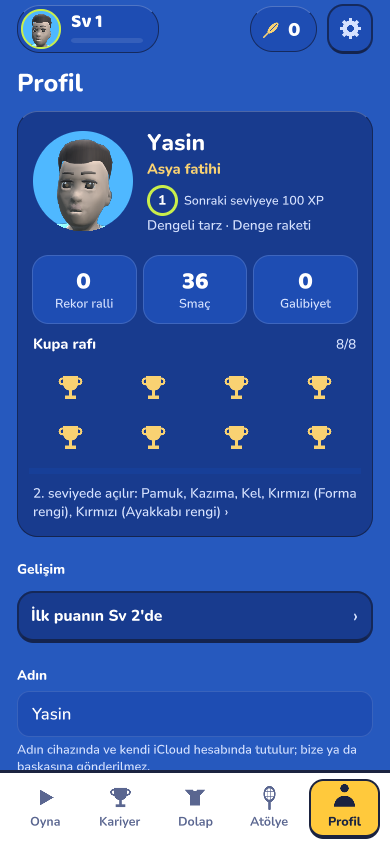 Sv 1
0
Profil
Yasin
Asya fatihi
1 Sonraki seviyeye 100 XP
Dengeli tarz · Denge raketi
0 36 0
Rekor ralli Smaç Galibiyet
Kupa rafı 8/8
2. seviyede açılır: Pamuk, Kazıma, Kel, Kırmızı (Forma
rengi), Kırmızı (Ayakkabı rengi) ›
Gelişim
İlk puanın Sv 2'de ›
Adın
Yasin
Adın cihazında ve kendi iCloud hesabında tutulur; bize ya da
başkasına gönderilmez.
Oyna Kariyer Dolap Atölye Profil